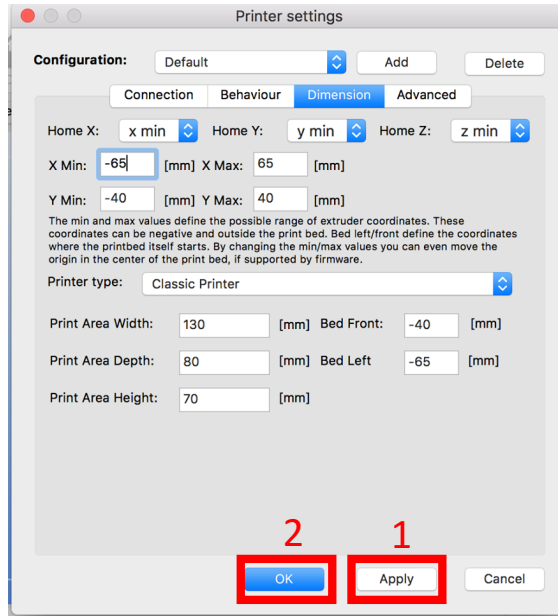 Printer settings
Configuration: Default Add Delete
Connection Behaviour Dimension Advanced
Home X: x min Home Y: y min Home Z: z min
X Min: -65 [mm] X Max: 65 [mm]
Y Min: -40 [mm] Y Max: 40 [mm]
The min and max values define the possible range of extruder coordinates. These
coordinates can be negative and outside the print bed. Bed left/front define the coordinates
where the printbed itself starts. By changing the min/max values you can even move the
origin in the center of the print bed, if supported by firmware.
Printer type: Classic Printer
Print Area Width: 130 [mm] Bed Front: -40 [mm]
Print Area Depth: 80 [mm] Bed Left -65 [mm]
Print Area Height: 70 [mm]
2 1
OK Apply Cancel